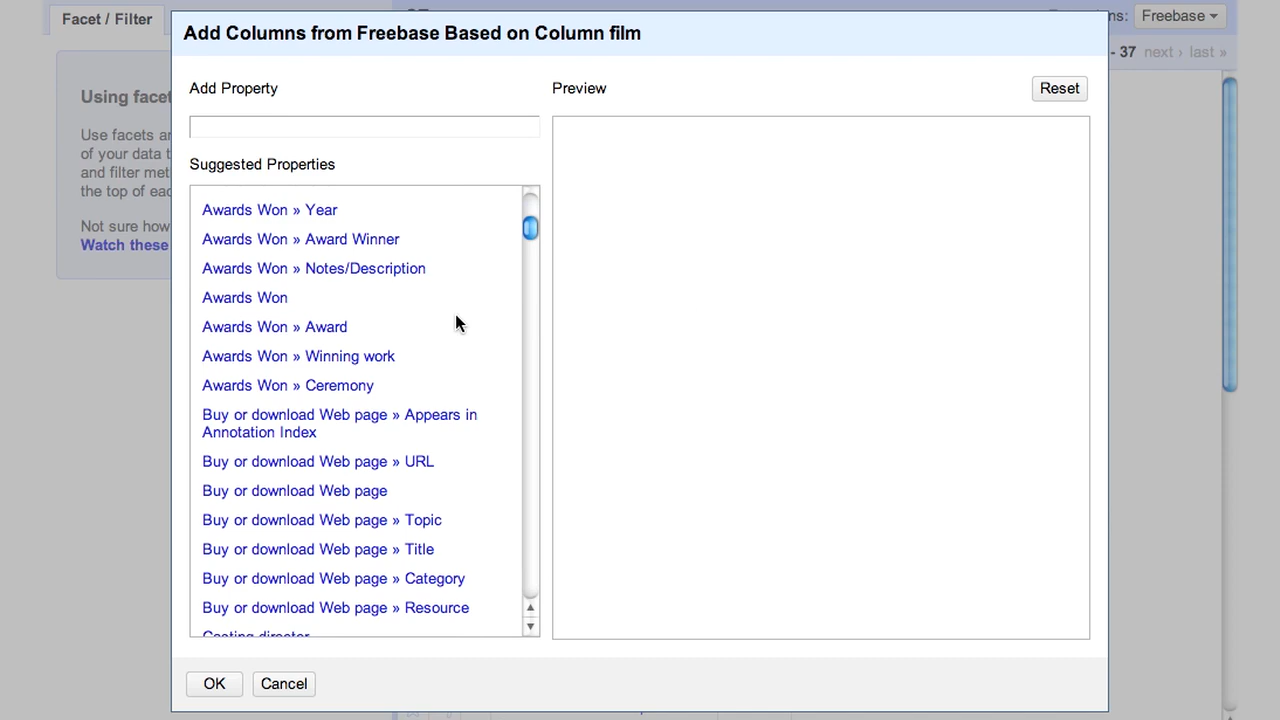 Facet / Filter
ns:
Freebase
Add Columns from Freebase Based on Column film
- 37 next › last »
Add Property
Preview
Reset
Using facet
Use facets ar
of your data t
and filter met
the top of eac
Not sure how
Watch these
Suggested Properties
Awards Won » Year
Awards Won » Award Winner
Awards Won » Notes/Description
Awards Won
Awards Won » Award
Awards Won » Winning work
Awards Won » Ceremony
Buy or download Web page » Appears in
Annotation Index
Buy or download Web page » URL
Buy or download Web page
Buy or download Web page » Topic
Buy or download Web page » Title
Buy or download Web page » Category
Buy or download Web page » Resource
Casting director
OK
Cancel